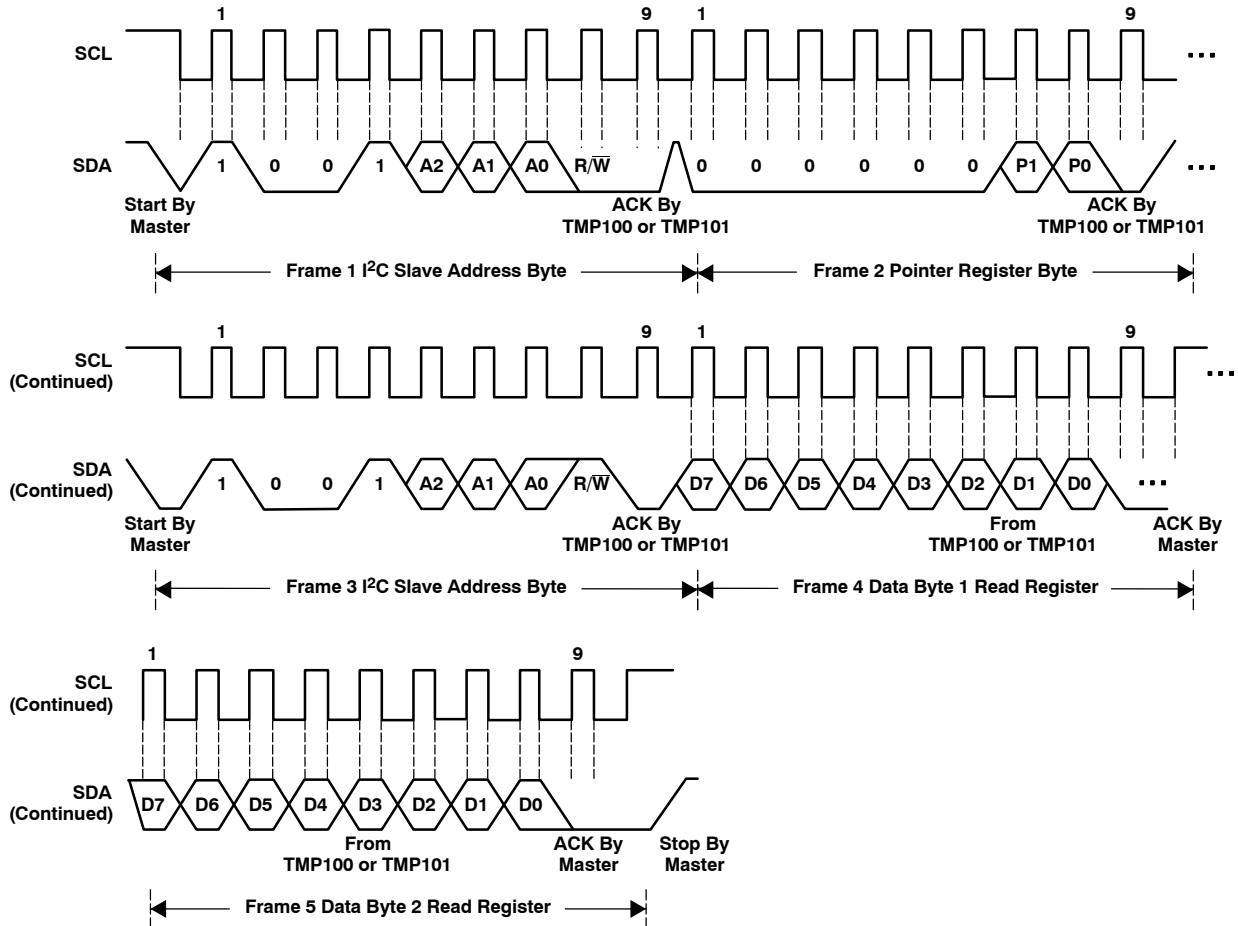 1 9 1 9
SCL ...
SDA 1 0 0 1 A2 A1 A0 R/W̅ 0 0 0 0 0 0 P1 P0 ...
Start By Master
ACK By TMP100 or TMP101
ACK By TMP100 or TMP101
Frame 1 I²C Slave Address Byte
Frame 2 Pointer Register Byte
1 9 1 9
SCL (Continued) ...
SDA (Continued) 1 0 0 1 A2 A1 A0 R/W̅ D7 D6 D5 D4 D3 D2 D1 D0 ...
Start By Master
ACK By TMP100 or TMP101
From TMP100 or TMP101
ACK By Master
Frame 3 I²C Slave Address Byte
Frame 4 Data Byte 1 Read Register
1 9
SCL (Continued)
SDA (Continued) D7 D6 D5 D4 D3 D2 D1 D0
From TMP100 or TMP101
ACK By Master
Stop By Master
Frame 5 Data Byte 2 Read Register